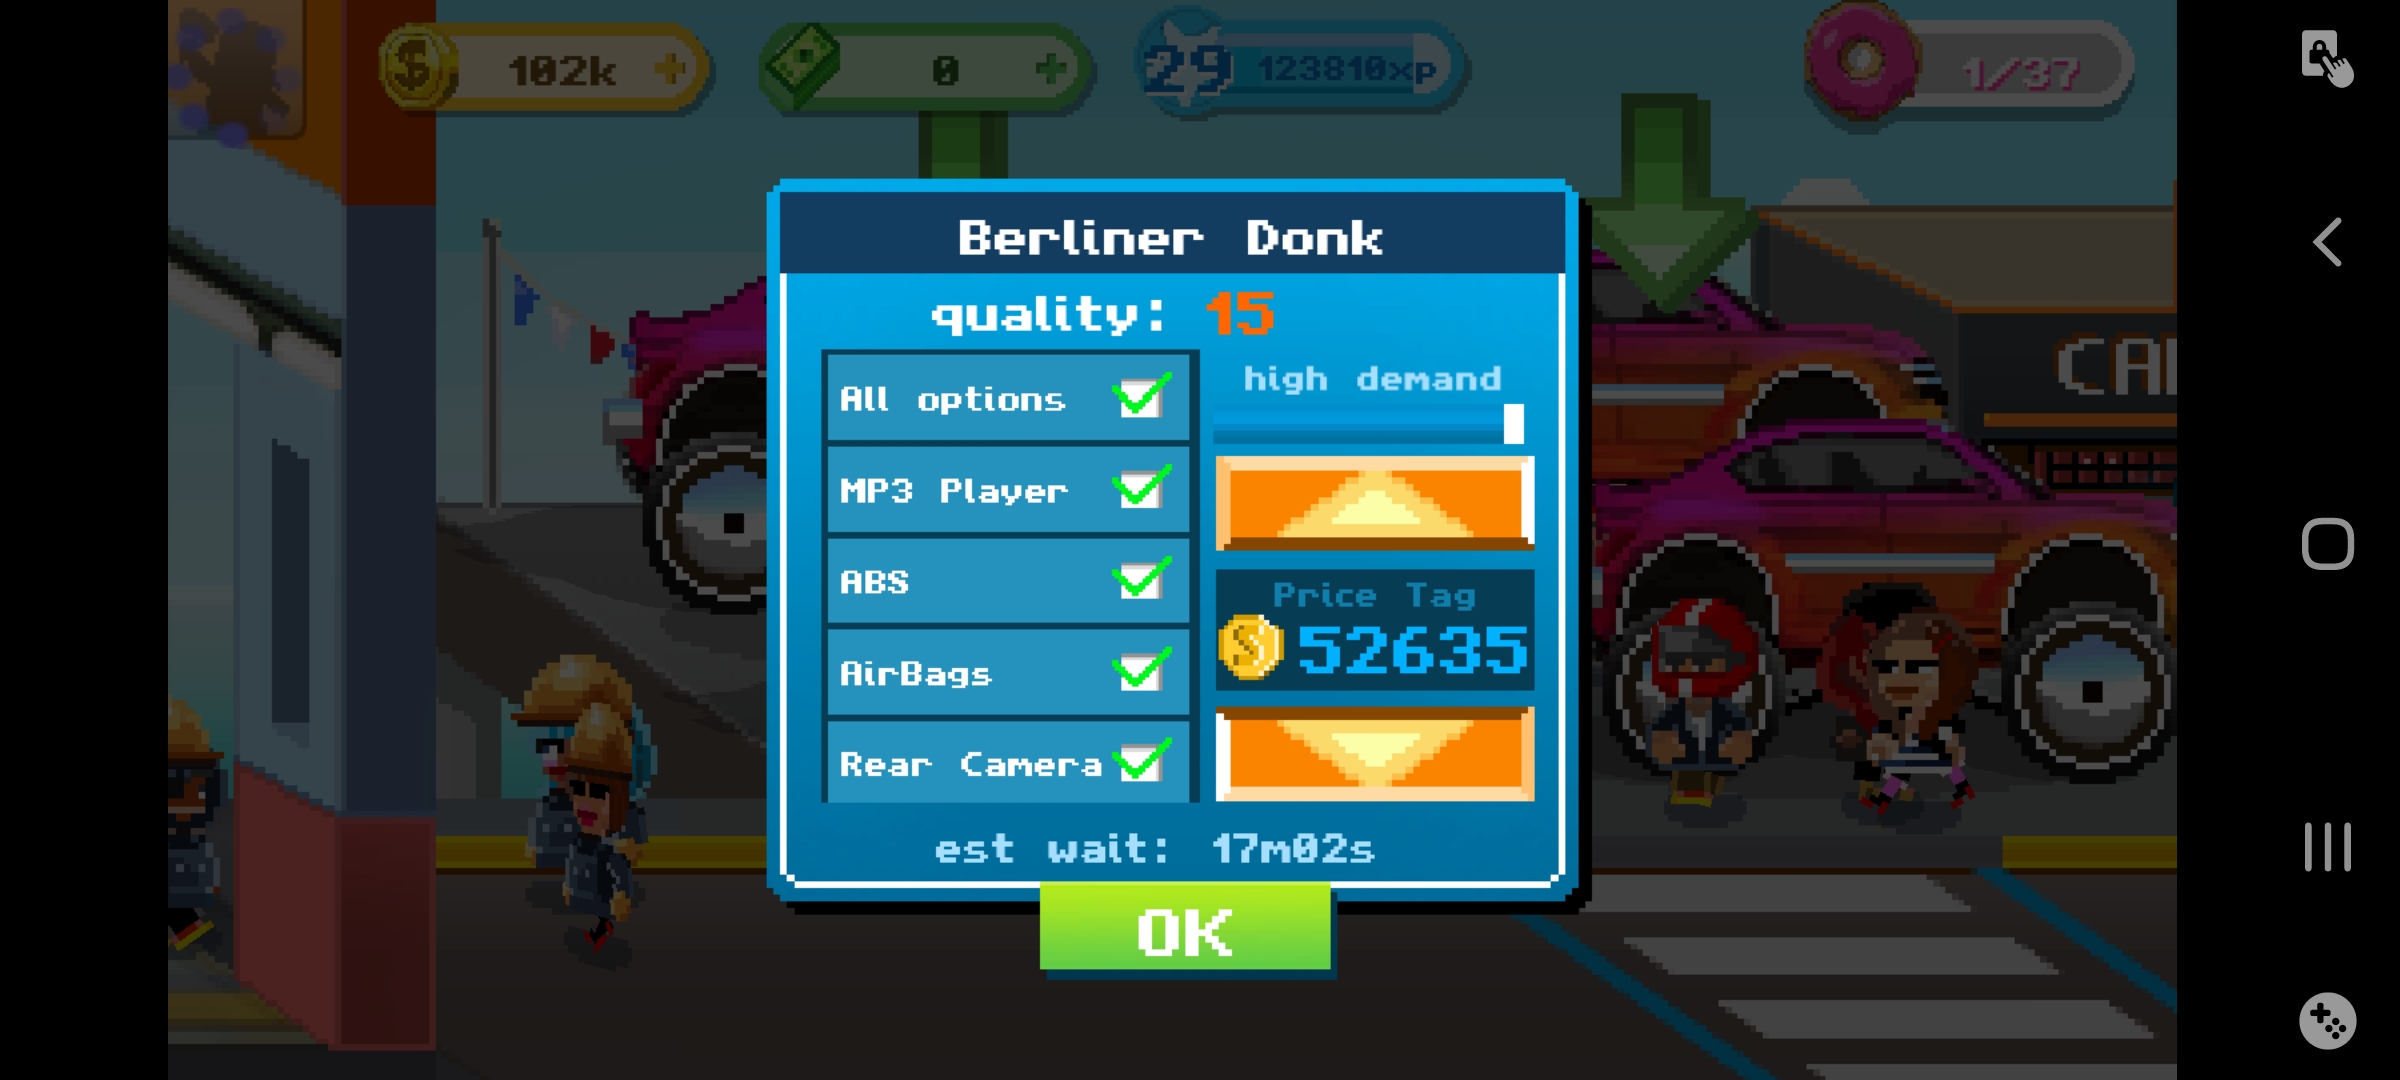 102k
0
29 123810xp
1/37
Berliner Donk
quality: 15
All options
high demand
MP3 Player
ABS
Price Tag
52635
AirBags
Rear Camera
est wait: 17m02s
OK